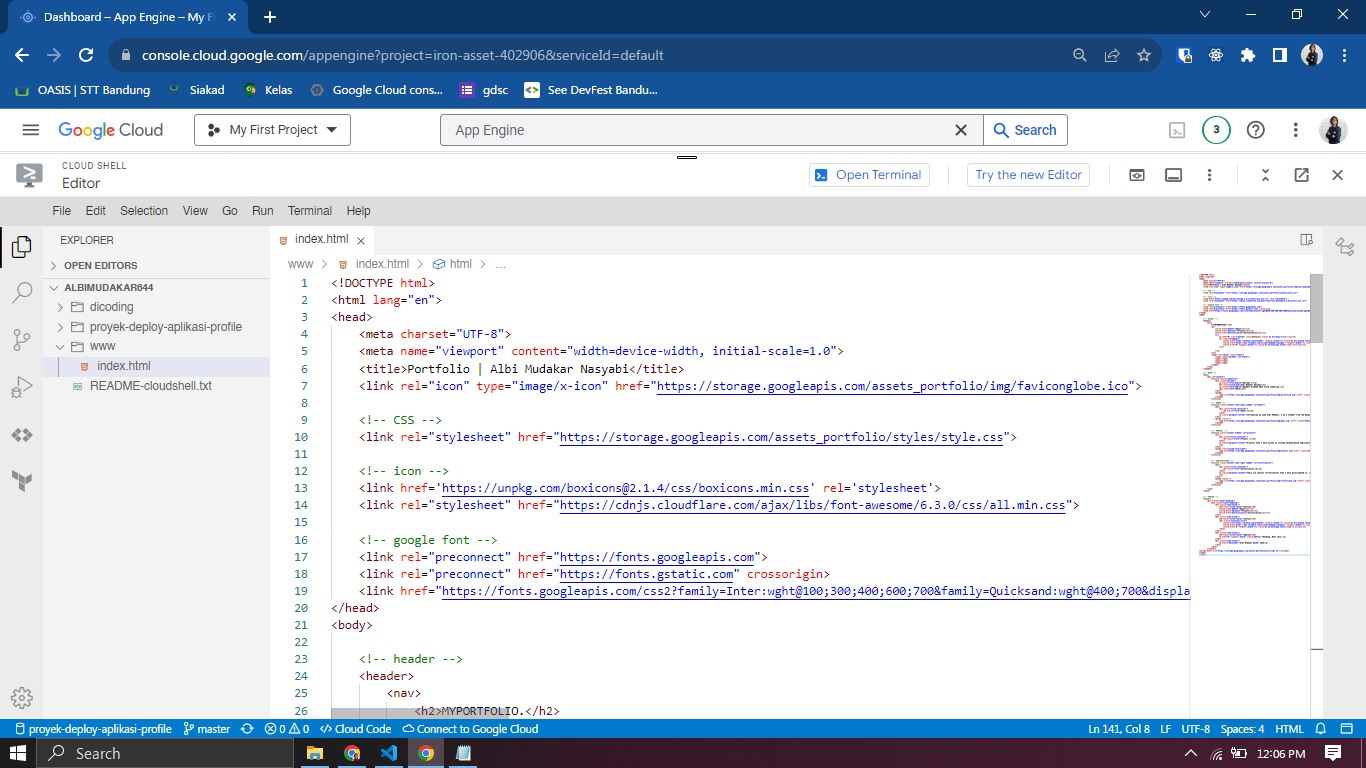 Dashboard – App Engine – My Fi
console.cloud.google.com/appengine?project=iron-asset-402906&serviceId=default
OASIS | STT Bandung
Siakad
Kelas
Google Cloud cons...
gdsc
See DevFest Bandu...
Google Cloud
My First Project
App Engine
Search
3
CLOUD SHELL
Editor
Open Terminal
Try the new Editor
File Edit Selection View Go Run Terminal Help
EXPLORER
OPEN EDITORS
ALBIMUDAKAR644
dicoding
proyek-deploy-aplikasi-profile
www
index.html
README-cloudshell.txt
index.html
www > index.html > html > ...
1 <!DOCTYPE html>
2 <html lang="en">
3 <head>
4 <meta charset="UTF-8">
5 <meta name="viewport" content="width=device-width, initial-scale=1.0">
6 <title>Portfolio | Albi Mudakar Nasyabi</title>
7 <link rel="icon" type="image/x-icon" href="https://storage.googleapis.com/assets_portfolio/img/faviconglobe.ico">
8
9 <!-- CSS -->
10 <link rel="stylesheet" href="https://storage.googleapis.com/assets_portfolio/styles/style.css">
11
12 <!-- icon -->
13 <link href='https://unpkg.com/boxicons@2.1.4/css/boxicons.min.css' rel='stylesheet'>
14 <link rel="stylesheet" href="https://cdnjs.cloudflare.com/ajax/libs/font-awesome/6.3.0/css/all.min.css">
15
16 <!-- google font -->
17 <link rel="preconnect" href="https://fonts.googleapis.com">
18 <link rel="preconnect" href="https://fonts.gstatic.com" crossorigin>
19 <link href="https://fonts.googleapis.com/css2?family=Inter:wght@100;300;400;600;700&family=Quicksand:wght@400;700&displa
20 </head>
21 <body>
22
23 <!-- header -->
24 <header>
25 <nav>
26 <h2>MYPORTFOLIO.</h2>
proyek-deploy-aplikasi-profile
master
0
0
Cloud Code
Connect to Google Cloud
Ln 141, Col 8
LF
UTF-8
Spaces: 4
HTML
Search
12:06 PM